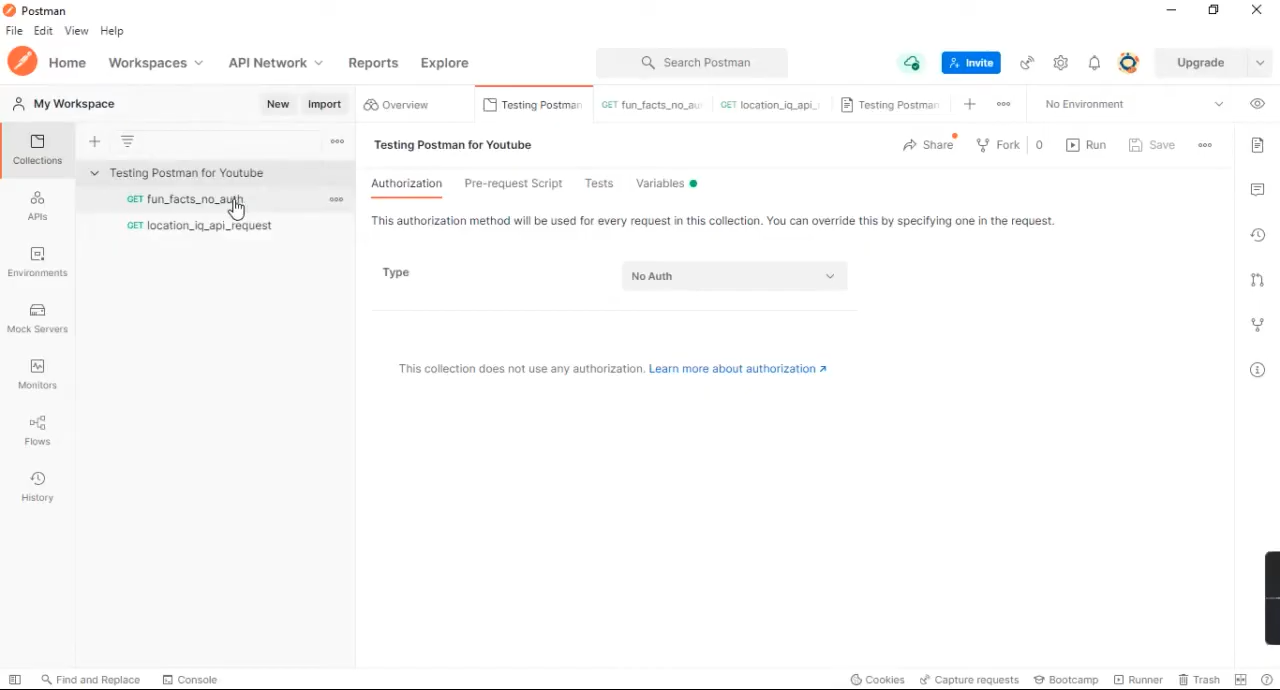 Postman
File Edit View Help
Home Workspaces API Network Reports Explore Search Postman Invite Upgrade
My Workspace New Import Overview Testing Postman GET fun_facts_no_au GET location_iq_api_ Testing Postman No Environment
Collections
Testing Postman for Youtube
GET fun_facts_no_auth
GET location_iq_api_request
APIs
Environments
Mock Servers
Monitors
Flows
History
Testing Postman for Youtube Share Fork 0 Run Save
Authorization Pre-request Script Tests Variables
This authorization method will be used for every request in this collection. You can override this by specifying one in the request.
Type No Auth
This collection does not use any authorization. Learn more about authorization ↗
Find and Replace Console Cookies Capture requests Bootcamp Runner Trash